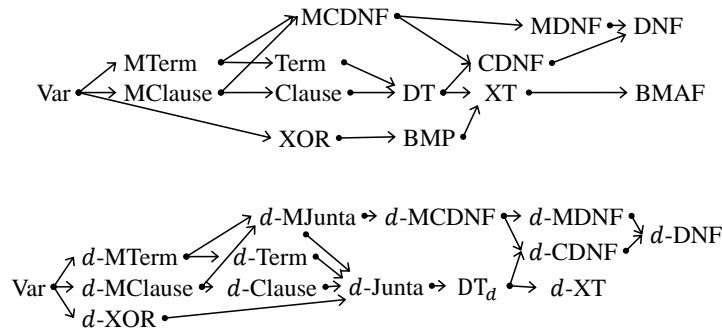 MCDNF MDNF DNF
MTerm Term CDNF
Var MClause Clause DT XT BMAF
XOR BMP
d-MJunta d-MCDNF d-MDNF
d-DNF
d-MTerm d-Term d-CDNF
Var d-MClause d-Clause d-Junta DT_d d-XT
d-XOR